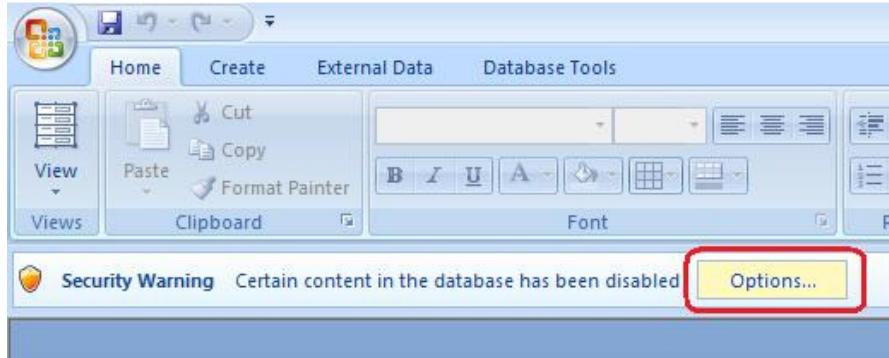 Home Create External Data Database Tools
Cut
Copy
View Paste
Format Painter
B I U A
Views Clipboard Font
Security Warning Certain content in the database has been disabled Options...